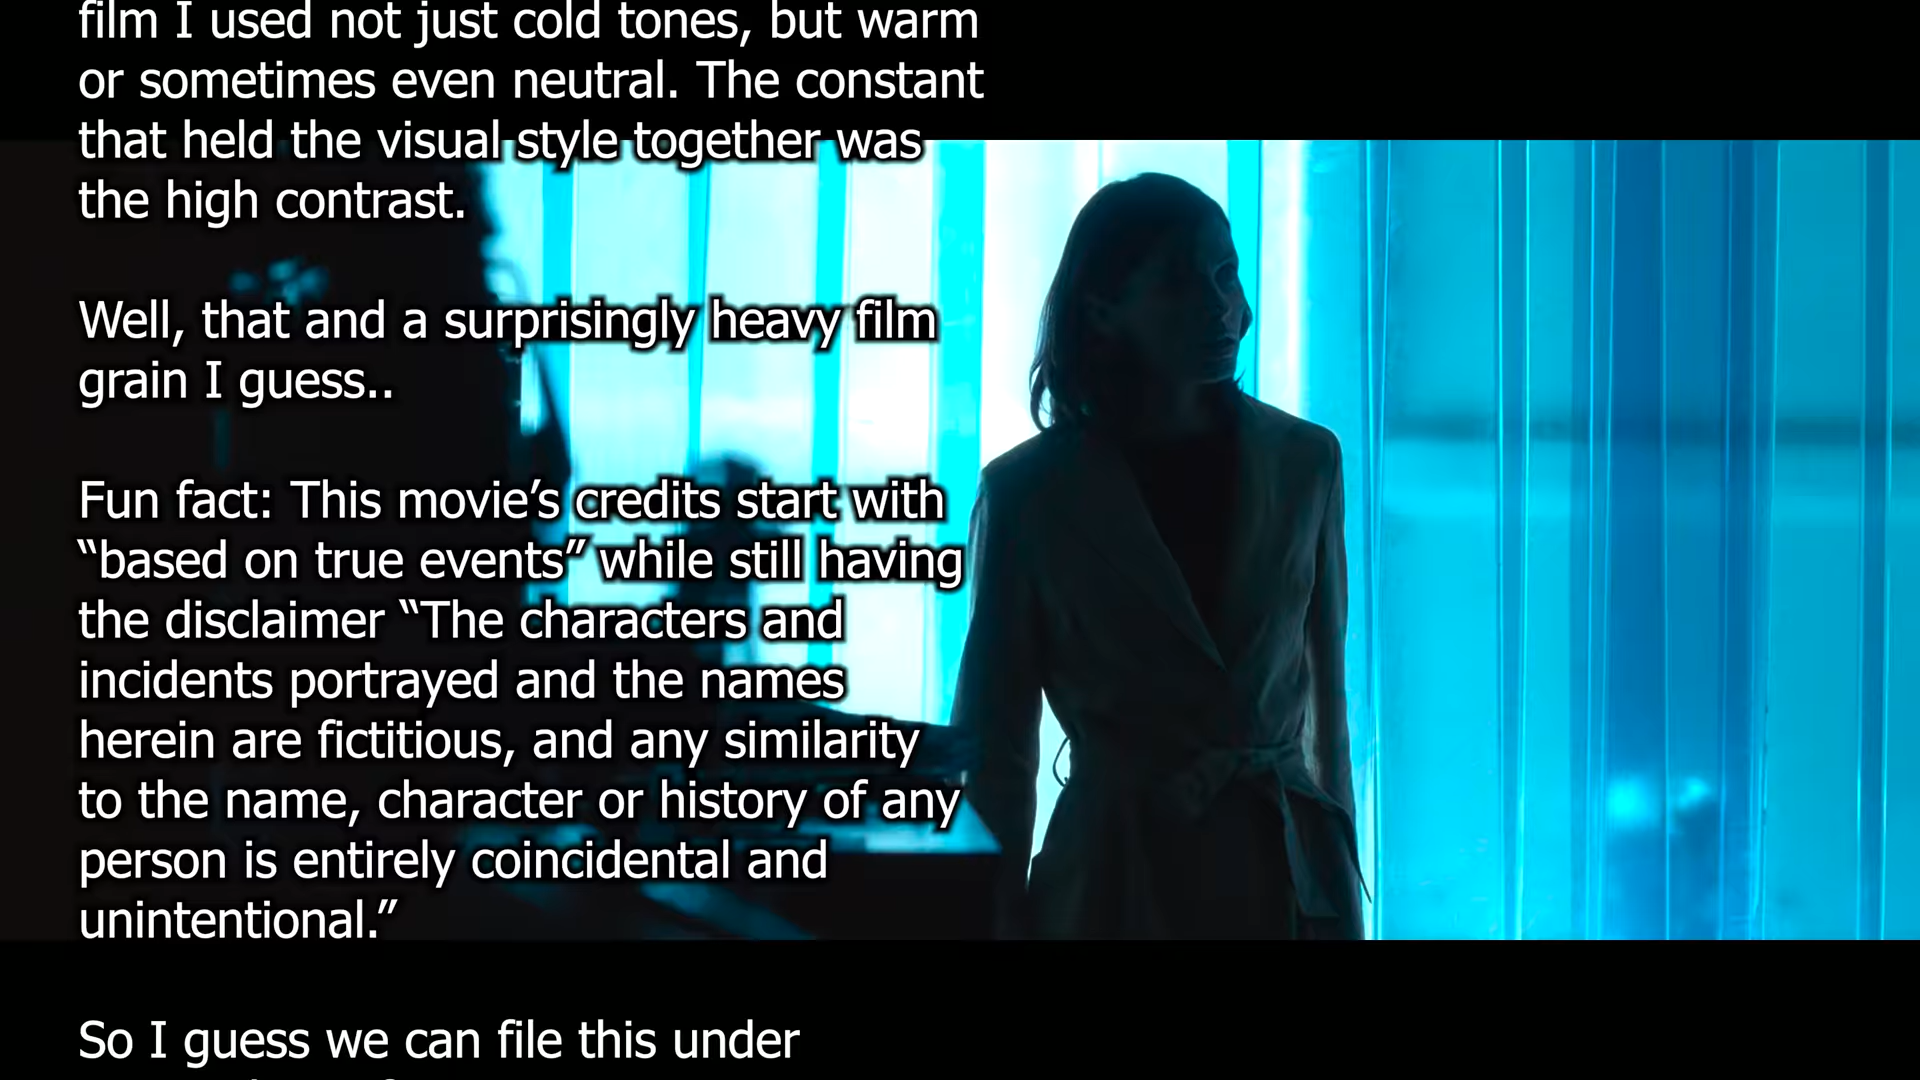 film I used not just cold tones, but warm
or sometimes even neutral. The constant
that held the visual style together was
the high contrast.
Well, that and a surprisingly heavy film
grain I guess..
Fun fact: This movie’s credits start with
“based on true events” while still having
the disclaimer “The characters and
incidents portrayed and the names
herein are fictitious, and any similarity
to the name, character or history of any
person is entirely coincidental and
unintentional.”
So I guess we can file this under